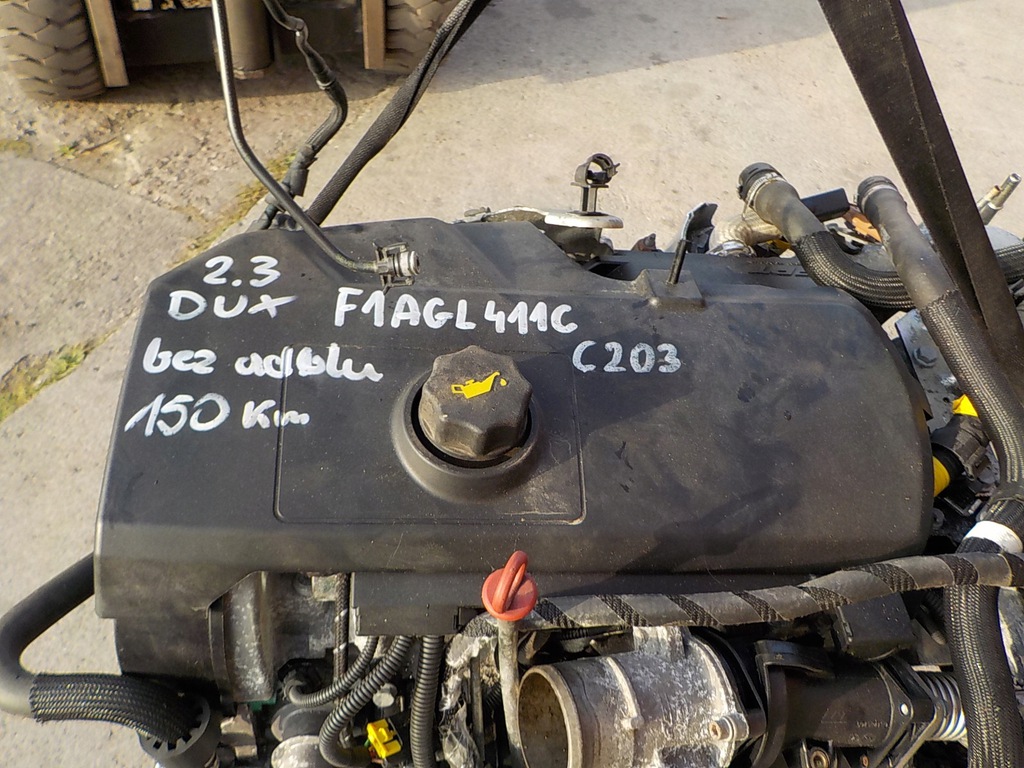 2.3
DUX F1AGL411C
bez adblu C203
150 Km